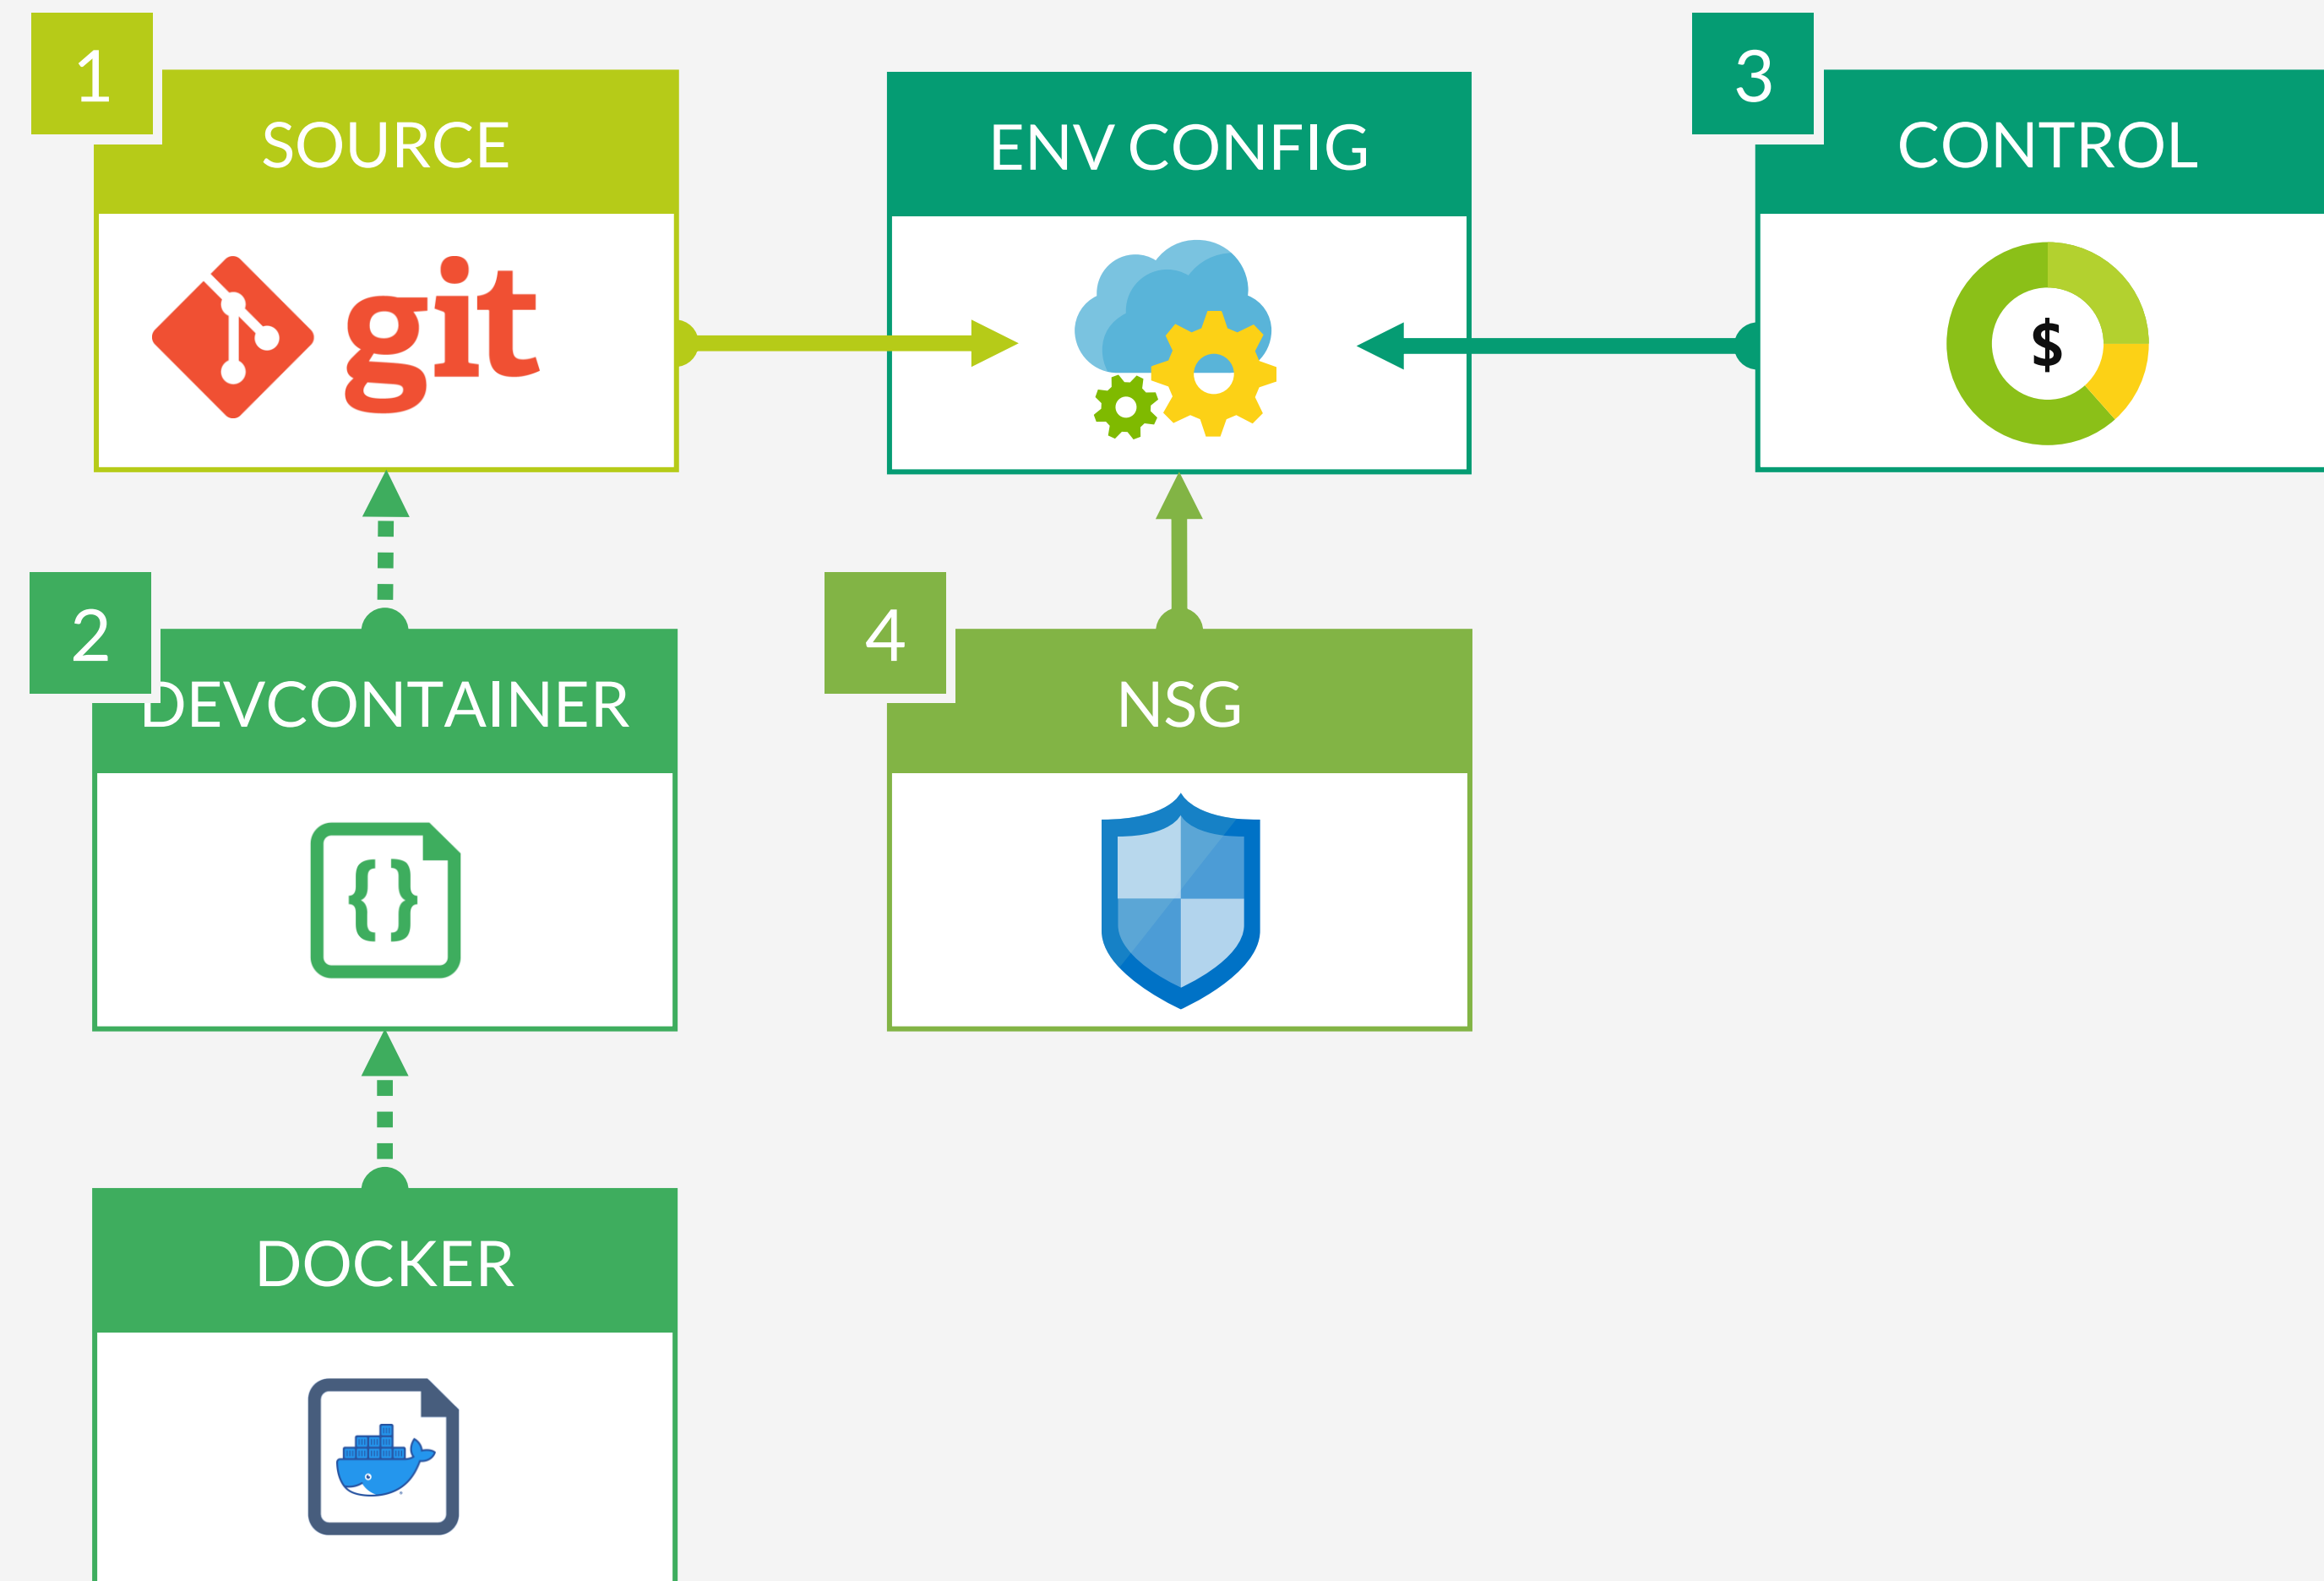 1
SOURCE
git
ENV CONFIG
3
CONTROL
$
2
DEVCONTAINER
{ }
4
NSG
DOCKER